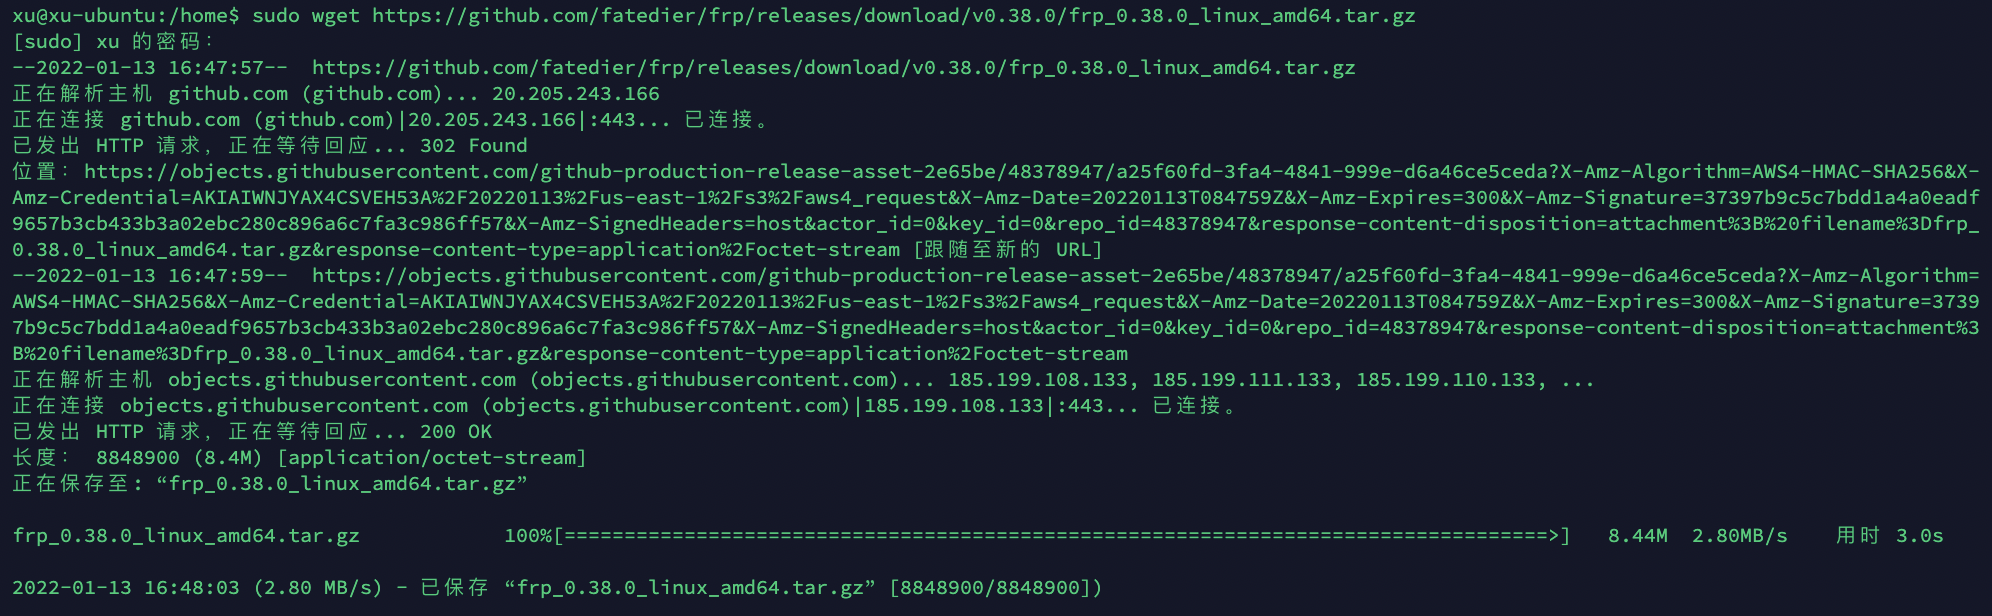 xu@xu-ubuntu:/home$ sudo wget https://github.com/fatedier/frp/releases/download/v0.38.0/frp_0.38.0_linux_amd64.tar.gz
[sudo] xu 的密码：
--2022-01-13 16:47:57--  https://github.com/fatedier/frp/releases/download/v0.38.0/frp_0.38.0_linux_amd64.tar.gz
正在解析主机 github.com (github.com)... 20.205.243.166
正在连接 github.com (github.com)|20.205.243.166|:443... 已连接。
已发出 HTTP 请求，正在等待回应... 302 Found
位置：https://objects.githubusercontent.com/github-production-release-asset-2e65be/48378947/a25f60fd-3fa4-4841-999e-d6a46ce5ceda?X-Amz-Algorithm=AWS4-HMAC-SHA256&X-
Amz-Credential=AKIAIWNJYAX4CSVEH53A%2F20220113%2Fus-east-1%2Fs3%2Faws4_request&X-Amz-Date=20220113T084759Z&X-Amz-Expires=300&X-Amz-Signature=37397b9c5c7bdd1a4a0eadf
9657b3cb433b3a02ebc280c896a6c7fa3c986ff57&X-Amz-SignedHeaders=host&actor_id=0&key_id=0&repo_id=48378947&response-content-disposition=attachment%3B%20filename%3Dfrp_
0.38.0_linux_amd64.tar.gz&response-content-type=application%2Foctet-stream [跟随至新的 URL]
--2022-01-13 16:47:59--  https://objects.githubusercontent.com/github-production-release-asset-2e65be/48378947/a25f60fd-3fa4-4841-999e-d6a46ce5ceda?X-Amz-Algorithm=
AWS4-HMAC-SHA256&X-Amz-Credential=AKIAIWNJYAX4CSVEH53A%2F20220113%2Fus-east-1%2Fs3%2Faws4_request&X-Amz-Date=20220113T084759Z&X-Amz-Expires=300&X-Amz-Signature=3739
7b9c5c7bdd1a4a0eadf9657b3cb433b3a02ebc280c896a6c7fa3c986ff57&X-Amz-SignedHeaders=host&actor_id=0&key_id=0&repo_id=48378947&response-content-disposition=attachment%3
B%20filename%3Dfrp_0.38.0_linux_amd64.tar.gz&response-content-type=application%2Foctet-stream
正在解析主机 objects.githubusercontent.com (objects.githubusercontent.com)... 185.199.108.133, 185.199.111.133, 185.199.110.133, ...
正在连接 objects.githubusercontent.com (objects.githubusercontent.com)|185.199.108.133|:443... 已连接。
已发出 HTTP 请求，正在等待回应... 200 OK
长度： 8848900 (8.4M) [application/octet-stream]
正在保存至: “frp_0.38.0_linux_amd64.tar.gz”
frp_0.38.0_linux_amd64.tar.gz            100%[==================================================================================>]   8.44M  2.80MB/s    用时 3.0s
2022-01-13 16:48:03 (2.80 MB/s) - 已保存 “frp_0.38.0_linux_amd64.tar.gz” [8848900/8848900])